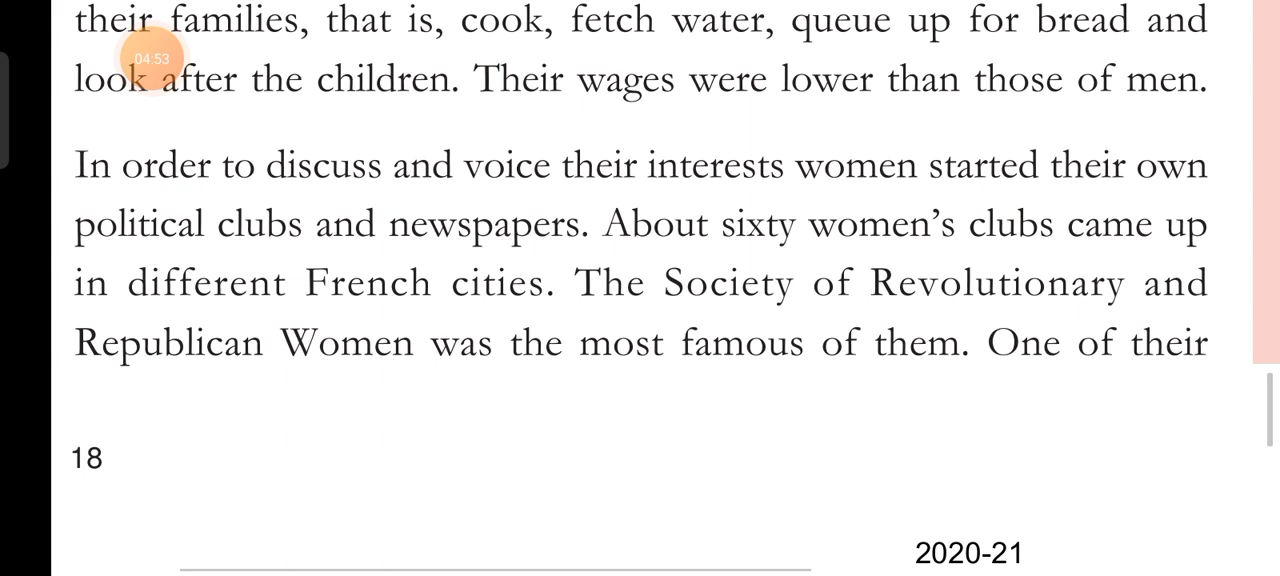 their families, that is, cook, fetch water, queue up for bread and
04:53
look after the children. Their wages were lower than those of men.
In order to discuss and voice their interests women started their own
political clubs and newspapers. About sixty women’s clubs came up
in different French cities. The Society of Revolutionary and
Republican Women was the most famous of them. One of their
18
2020-21